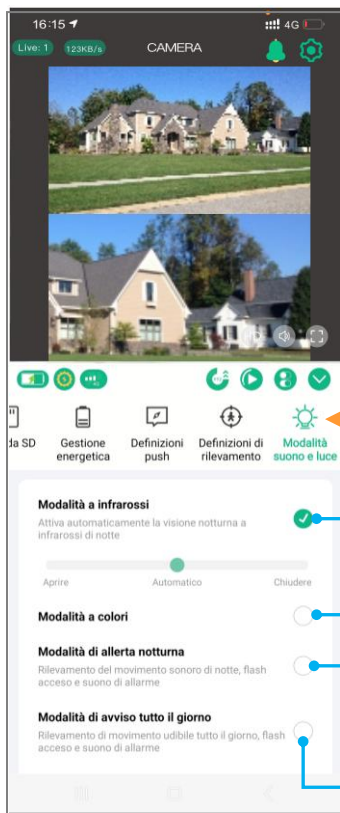 16:15
4G
Live: 1
123KB/s
CAMERA
da SD
Gestione
energetica
Definizioni
push
Definizioni di
rilevamento
Modalità
suono e luce
Modalità a infrarossi
Attiva automaticamente la visione notturna a
infrarossi di notte
Aprire
Automatico
Chiudere
Modalità a colori
Modalità di allerta notturna
Rilevamento del movimento sonoro di notte, flash
acceso e suono di allarme
Modalità di avviso tutto il giorno
Rilevamento di movimento udibile tutto il giorno, flash
acceso e suono di allarme